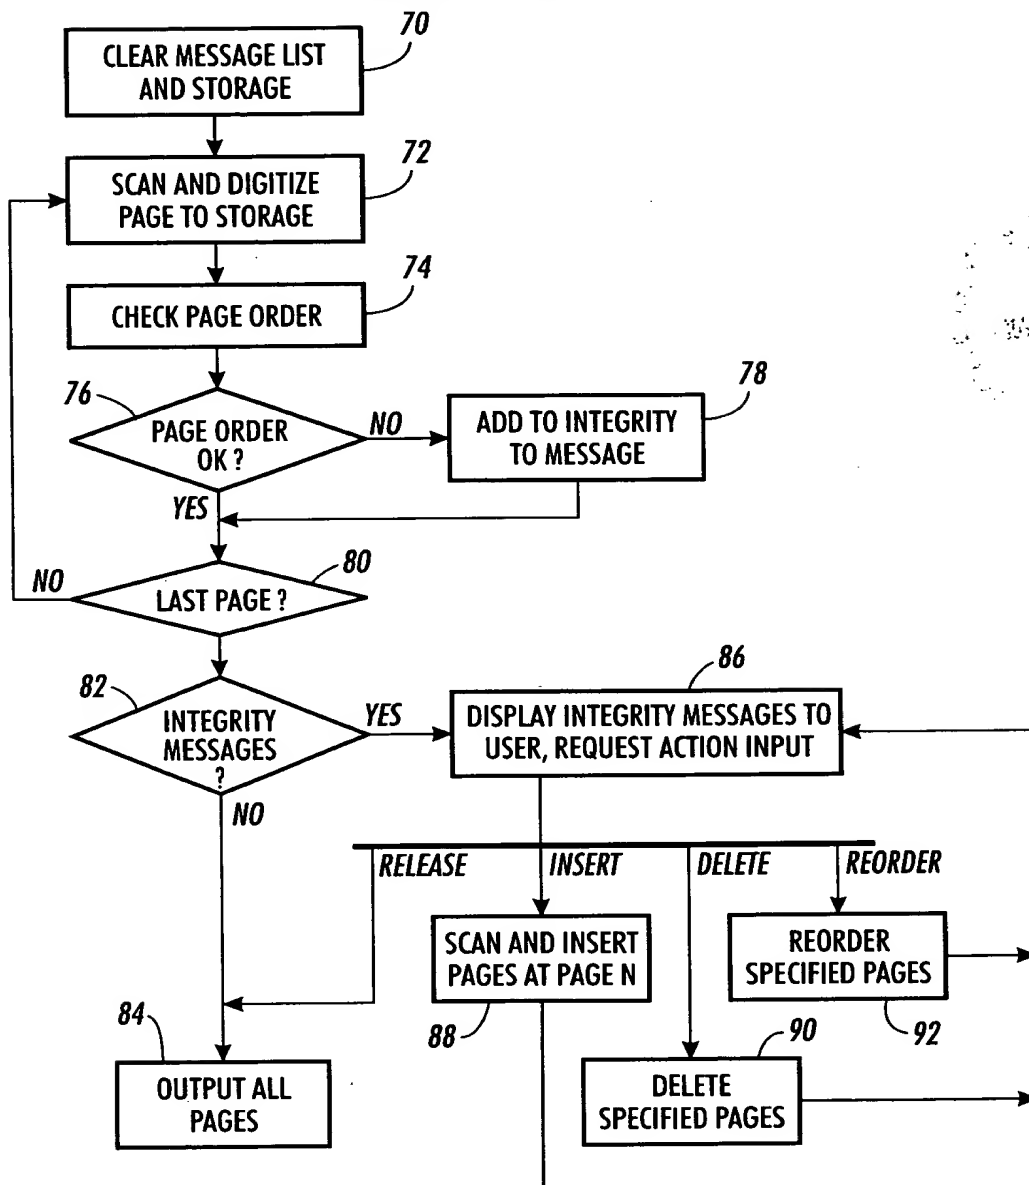 70
CLEAR MESSAGE LIST
AND STORAGE
72
SCAN AND DIGITIZE
PAGE TO STORAGE
74
CHECK PAGE ORDER
76
PAGE ORDER
OK ?
NO
78
ADD TO INTEGRITY
TO MESSAGE
YES
80
NO
LAST PAGE ?
82
INTEGRITY
MESSAGES
?
YES
86
DISPLAY INTEGRITY MESSAGES TO
USER, REQUEST ACTION INPUT
NO
RELEASE
INSERT
DELETE
REORDER
SCAN AND INSERT
PAGES AT PAGE N
88
REORDER
SPECIFIED PAGES
92
84
OUTPUT ALL
PAGES
90
DELETE
SPECIFIED PAGES